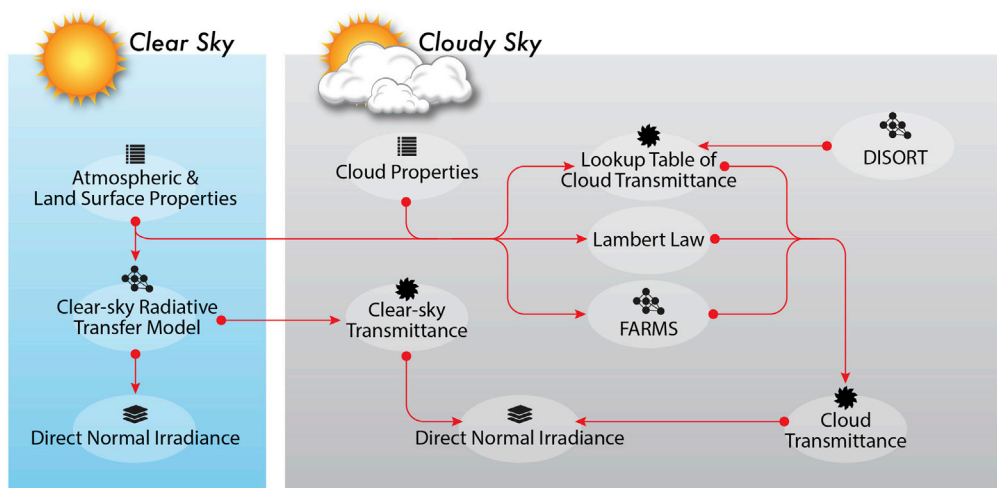 Clear Sky
Cloudy Sky
Atmospheric &
Land Surface Properties
Clear-sky Radiative
Transfer Model
Direct Normal Irradiance
Cloud Properties
Lookup Table of
Cloud Transmittance
DISORT
Lambert Law
Clear-sky
Transmittance
FARMS
Direct Normal Irradiance
Cloud
Transmittance